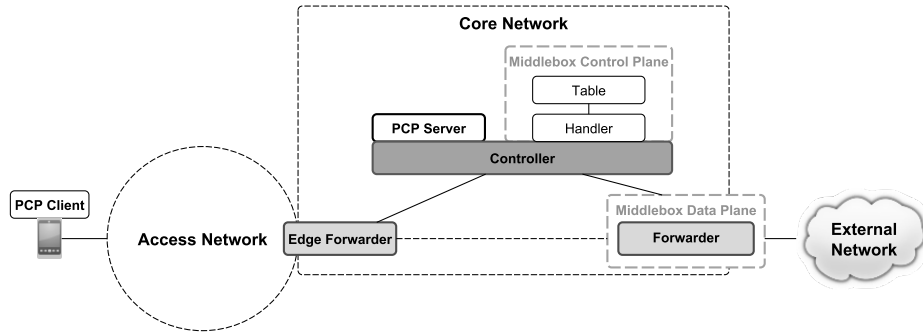 Core Network
Middlebox Control Plane
Table
PCP Server
Handler
Controller
PCP Client
Access Network
Edge Forwarder
Middlebox Data Plane
Forwarder
External
Network